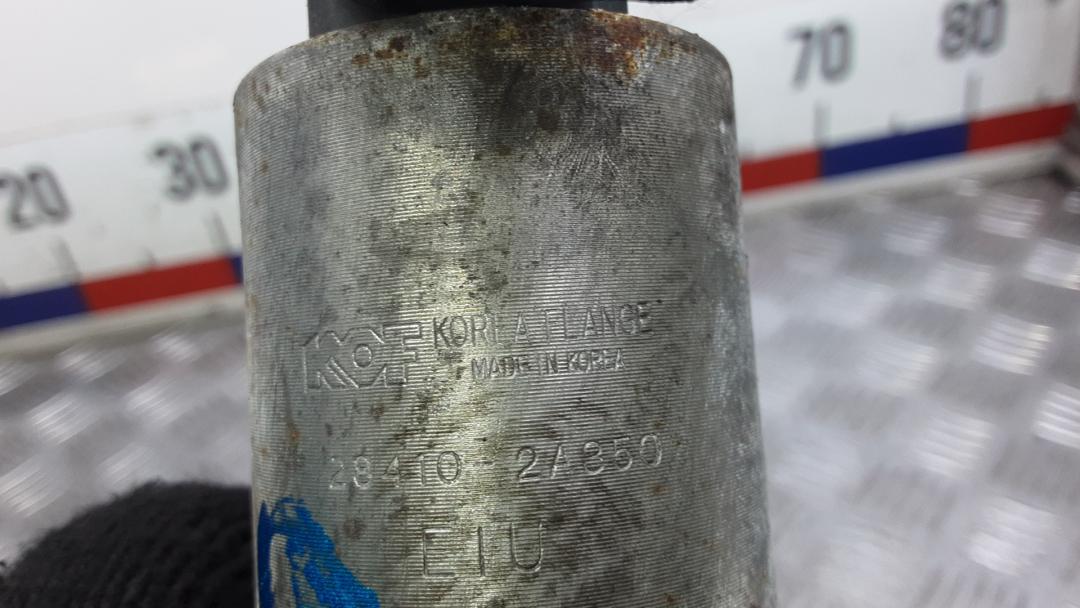 20 30 70 80
KOF KOREA FLANGE
MADE IN KOREA
28410-2A850
EIU